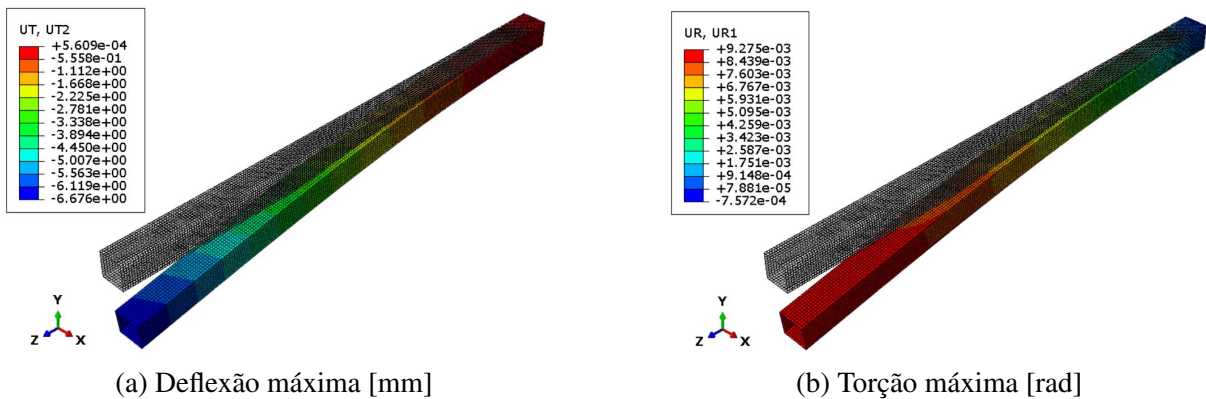 UT, UT2
+5.609e-04
-5.558e-01
-1.112e+00
-1.668e+00
-2.225e+00
-2.781e+00
-3.338e+00
-3.894e+00
-4.450e+00
-5.007e+00
-5.563e+00
-6.119e+00
-6.676e+00
Y
Z
X
(a) Deflexão máxima [mm]
UR, UR1
+9.275e-03
+8.439e-03
+7.603e-03
+6.767e-03
+5.931e-03
+5.095e-03
+4.259e-03
+3.423e-03
+2.587e-03
+1.751e-03
+9.148e-04
+7.881e-05
-7.572e-04
Y
Z
X
(b) Torção máxima [rad]